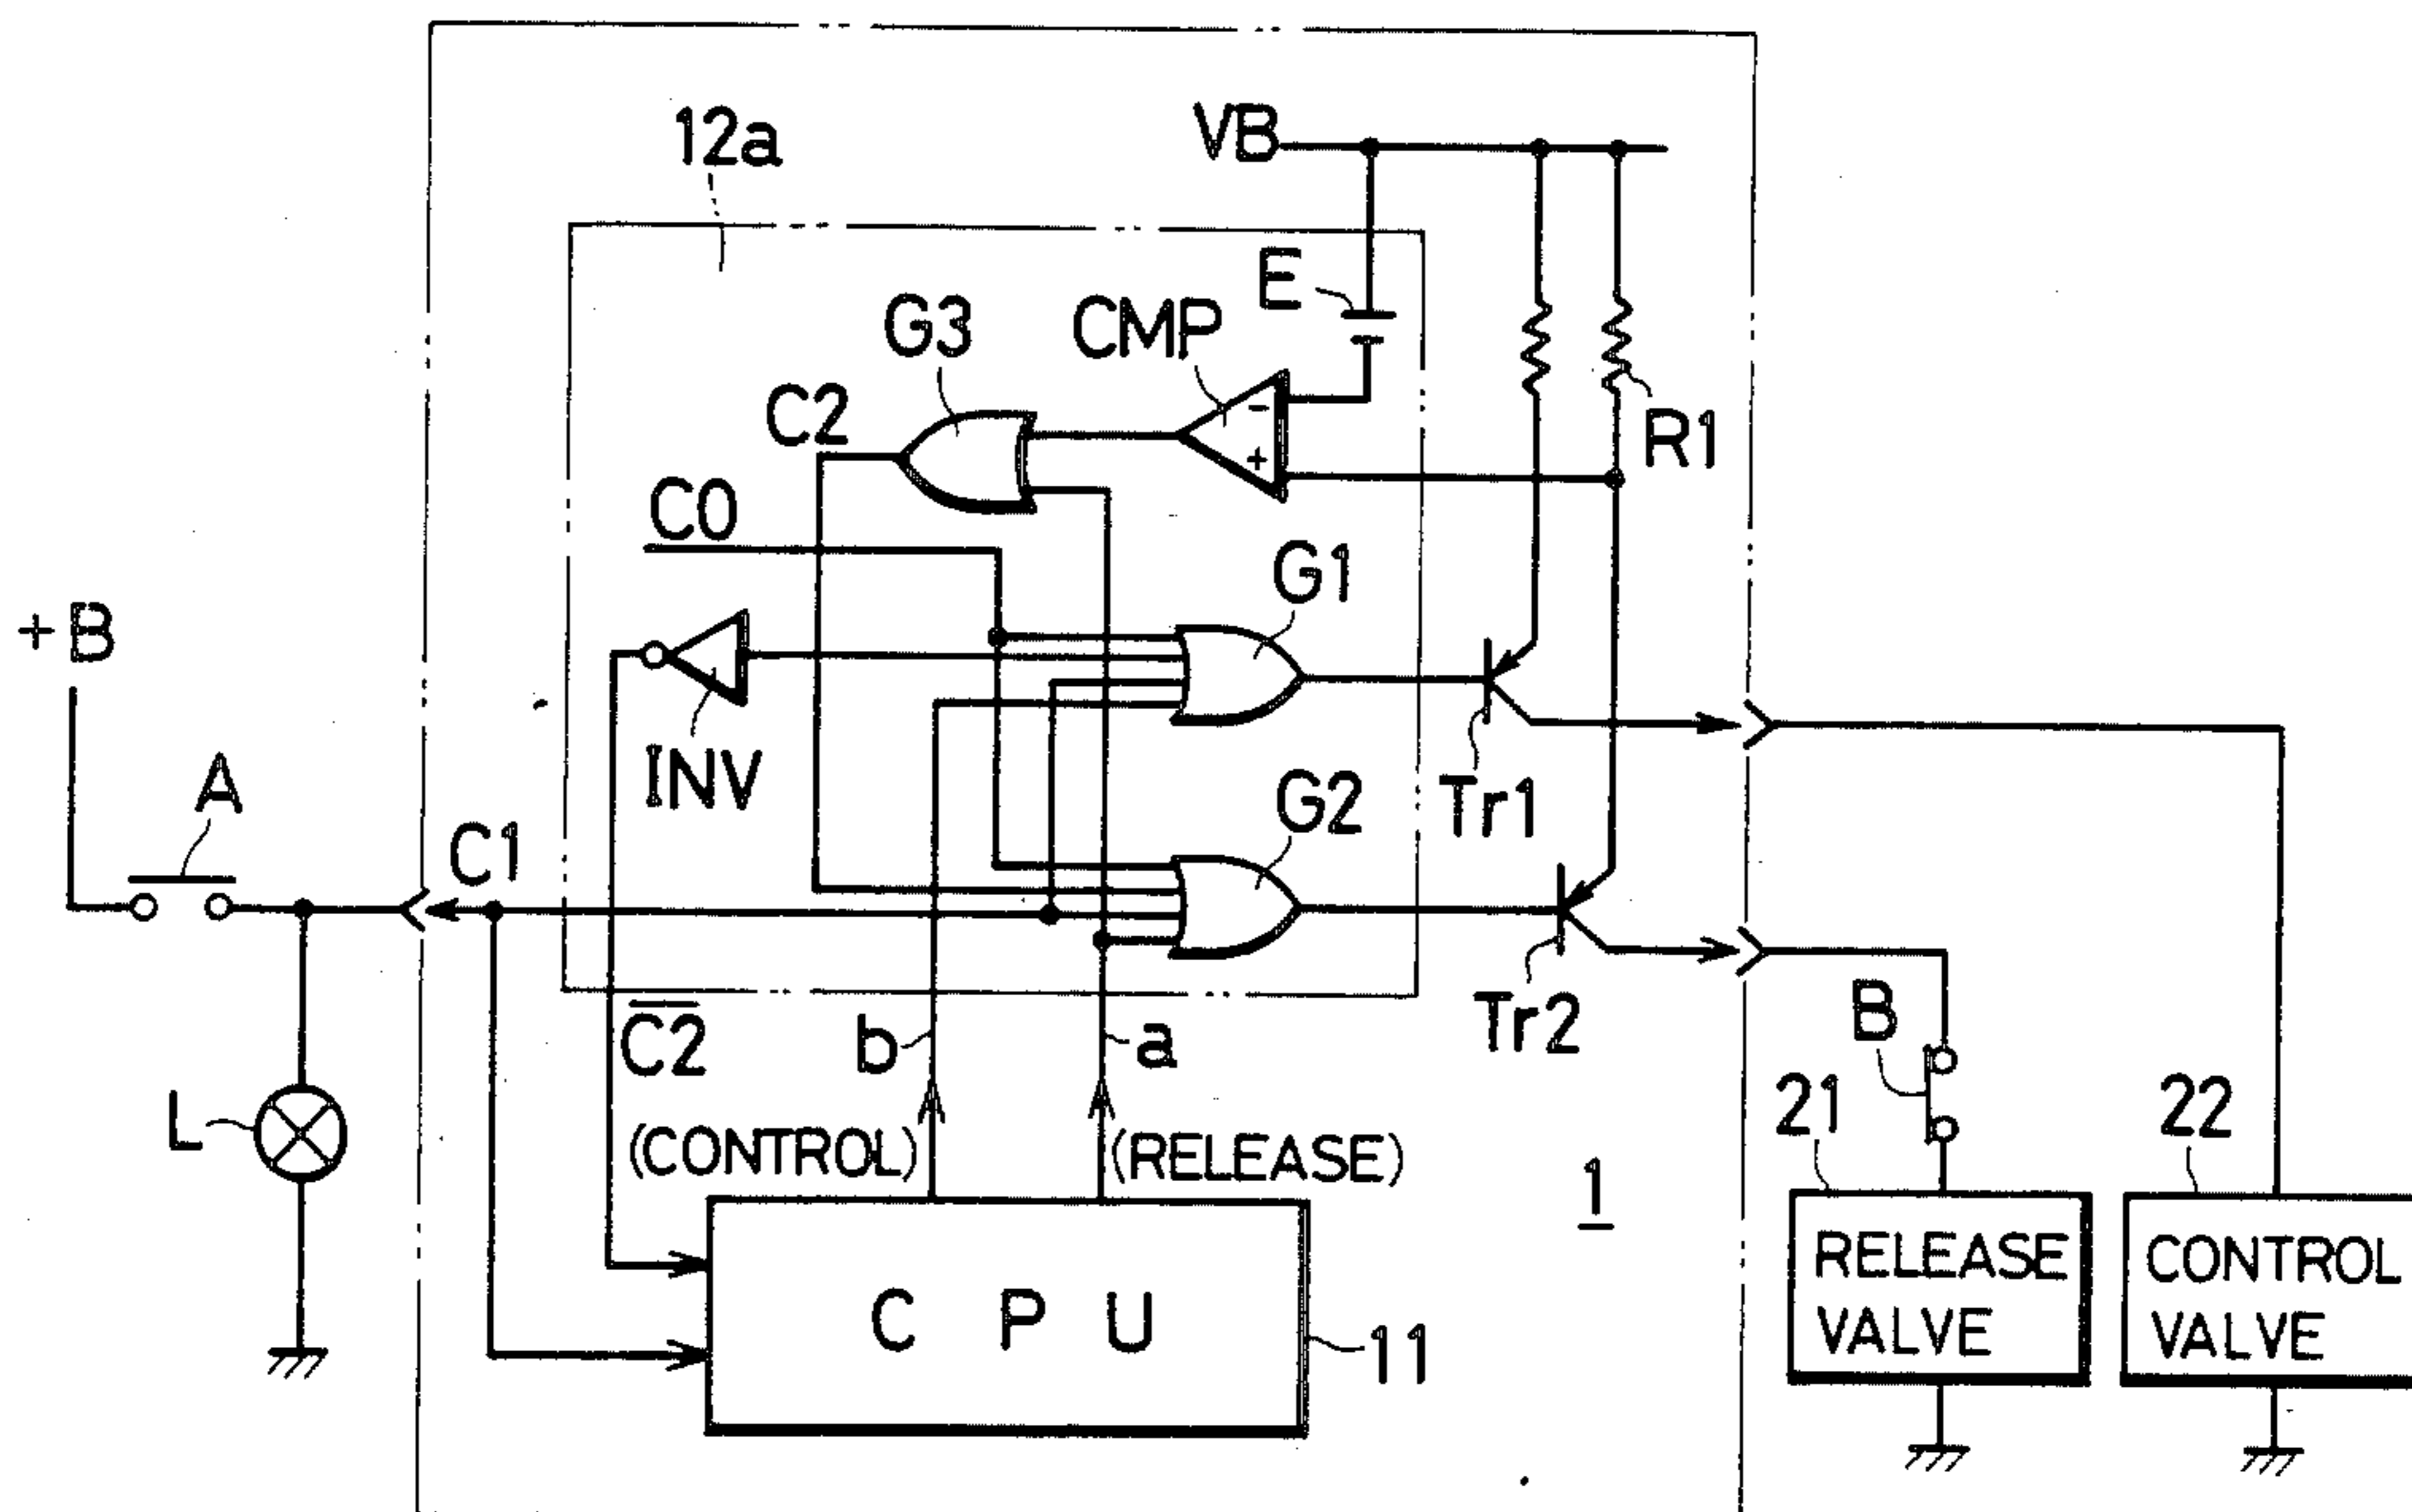 12a
VB
E
G3
CMP
C2
R1
C0
G1
+B
INV
Tr1
A
G2
C1
Tr2
C2
b
a
B
L
(CONTROL)
(RELEASE)
1
21
22
RELEASE
VALVE
CONTROL
VALVE
CPU
11
-
+